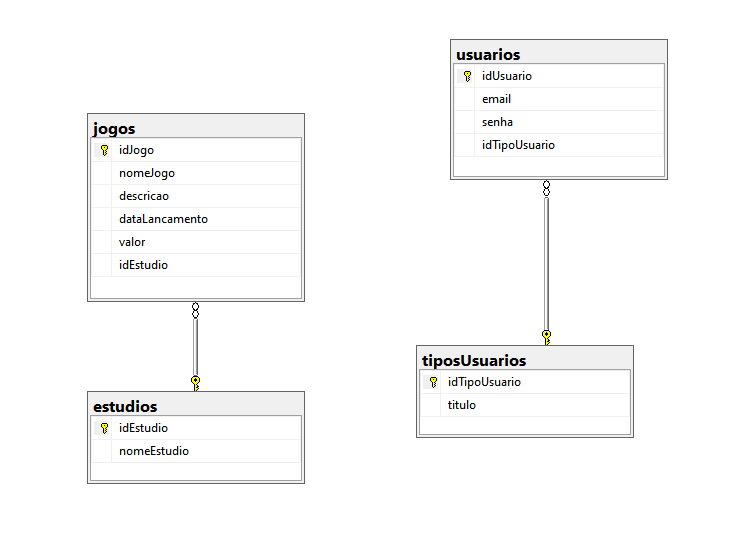 jogos
idJogo
nomeJogo
descricao
dataLancamento
valor
idEstudio
estudios
idEstudio
nomeEstudio
usuarios
idUsuario
email
senha
idTipoUsuario
tiposUsuarios
idTipoUsuario
titulo